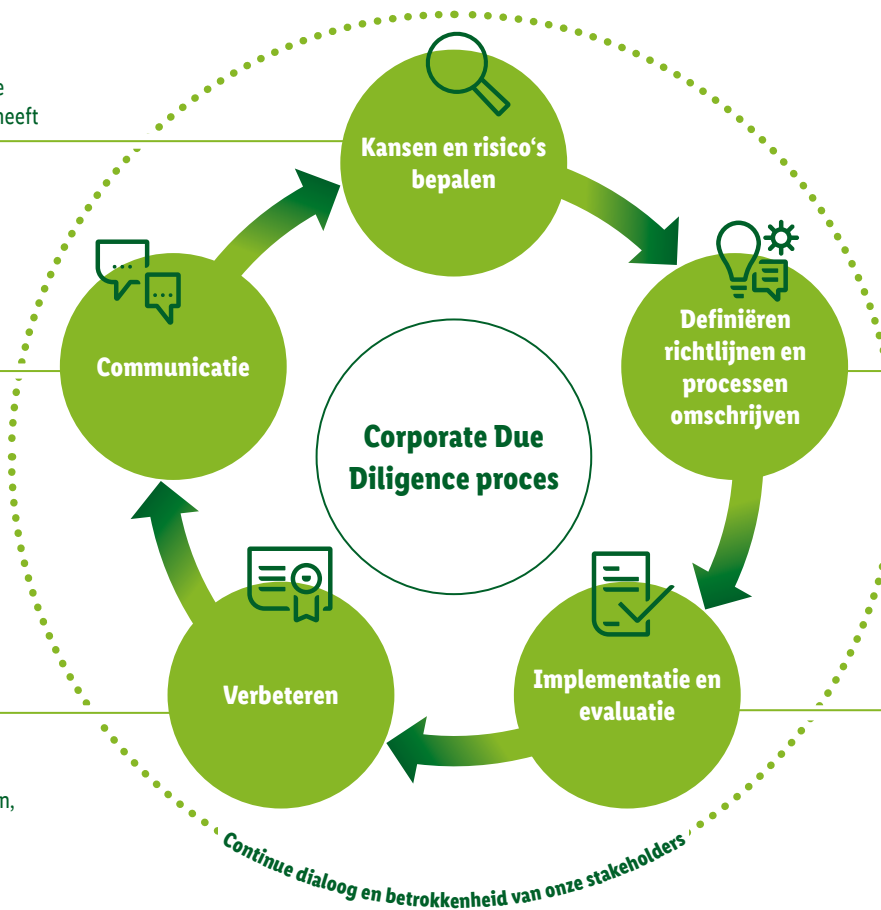 e
heeft
Kansen en risico‘s
bepalen
Definiëren
richtlijnen en
processen
omschrijven
Communicatie
Corporate Due
Diligence proces
Implementatie en
evaluatie
Verbeteren
Continue dialoog en betrokkenheid van onze stakeholders